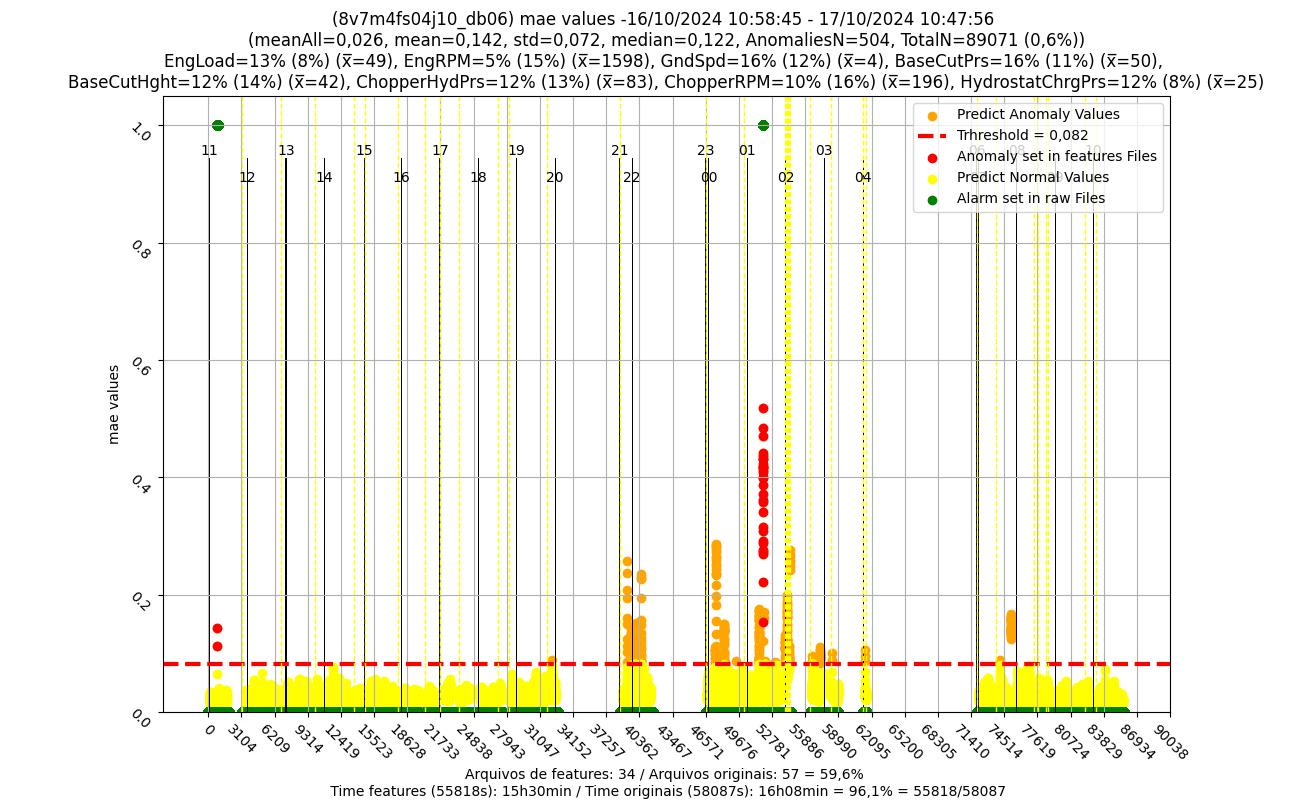 (8v7m4fs04j10_db06) mae values -16/10/2024 10:58:45 - 17/10/2024 10:47:56
(meanAll=0,026, mean=0,142, std=0,072, median=0,122, AnomaliesN=504, TotalN=89071 (0,6%))
EngLoad=13% (8%) (x̅=49), EngRPM=5% (15%) (x̅=1598), GndSpd=16% (12%) (x̅=4), BaseCutPrs=16% (11%) (x̅=50),
BaseCutHght=12% (14%) (x̅=42), ChopperHydPrs=12% (13%) (x̅=83), ChopperRPM=10% (16%) (x̅=196), HydrostatChrgPrs=12% (8%) (x̅=25)
Predict Anomaly Values
Trhreshold = 0,082
Anomaly set in features Files
Predict Normal Values
Alarm set in raw Files
11 13 15 17 19 21 23 01 03 06 08 10
12 14 16 18 20 22 00 02 04
mae values
1.0
0.8
0.6
0.4
0.2
0.0
0 3104 6209 9314 12419 15523 18628 21733 24838 27943 31047 34152 37257 40362 43467 46571 49676 52781 55886 58990 62095 65200 68305 71410 74514 77619 80724 83829 86934 90038
Arquivos de features: 34 / Arquivos originais: 57 = 59,6%
Time features (55818s): 15h30min / Time originais (58087s): 16h08min = 96,1% = 55818/58087